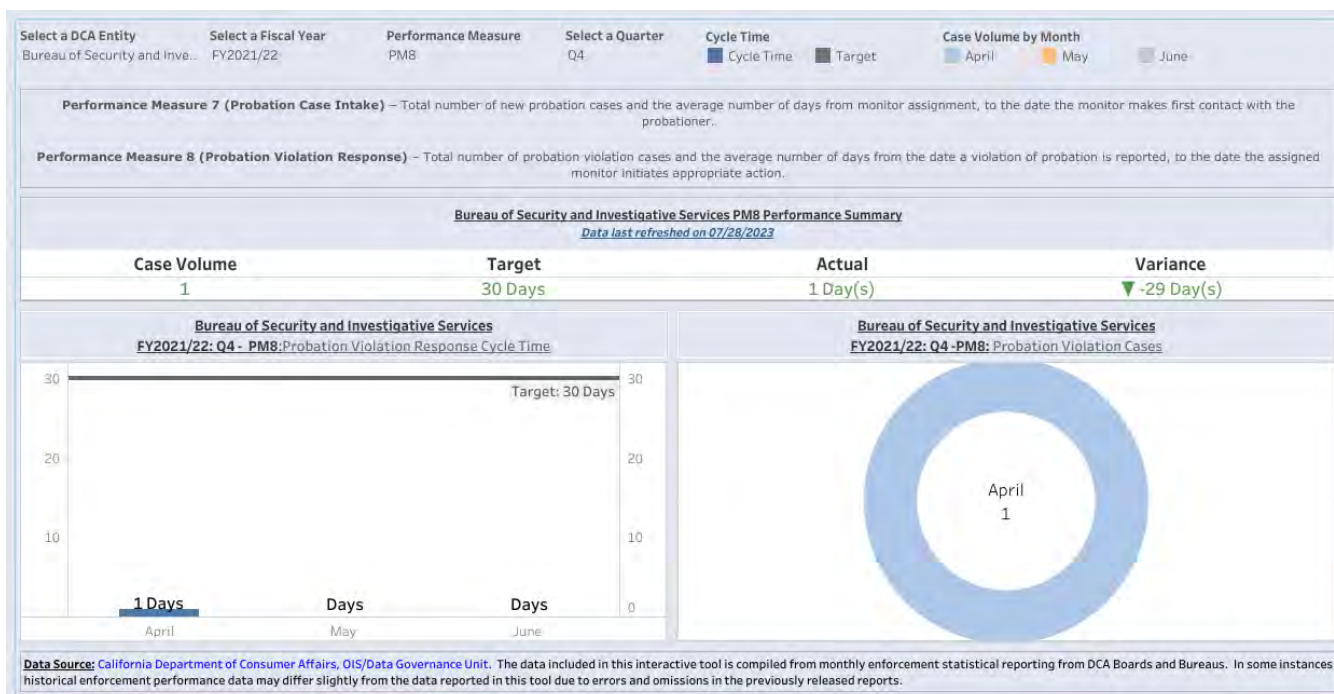 Select a DCA Entity Select a Fiscal Year Performance Measure Select a Quarter Cycle Time Case Volume by Month
Bureau of Security and Inve.. FY2021/22 PM8 Q4 Cycle Time Target April May June
Performance Measure 7 (Probation Case Intake) – Total number of new probation cases and the average number of days from monitor assignment, to the date the monitor makes first contact with the
probationer..
Performance Measure 8 (Probation Violation Response) – Total number of probation violation cases and the average number of days from the date a violation of probation is reported, to the date the assigned
monitor initiates appropriate action.
Bureau of Security and Investigative Services PM8 Performance Summary
Data last refreshed on 07/28/2023
Case Volume Target Actual Variance
1 30 Days 1 Day(s) ▼ -29 Day(s)
Bureau of Security and Investigative Services
FY2021/22: Q4 - PM8:Probation Violation Response Cycle Time
30 30
Target: 30 Days
20 20
10 10
1 Days Days Days 0
April May June
Bureau of Security and Investigative Services
FY2021/22: Q4 -PM8: Probation Violation Cases
April
1
Data Source: California Department of Consumer Affairs, OIS/Data Governance Unit. The data included in this interactive tool is compiled from monthly enforcement statistical reporting from DCA Boards and Bureaus. In some instances
historical enforcement performance data may differ slightly from the data reported in this tool due to errors and omissions in the previously released reports.